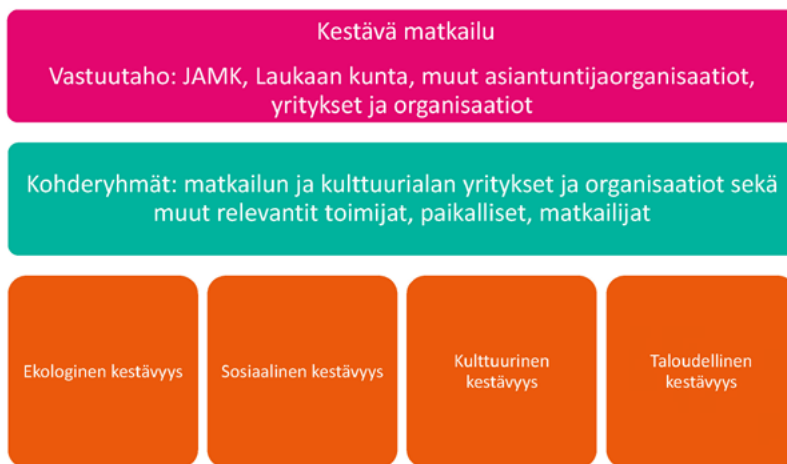 Kestävä matkailu
Vastuutaho: JAMK, Laukaan kunta, muut asiantuntijaorganisaatiot,
yritykset ja organisaatiot
Kohderyhmät: matkailun ja kulttuurialan yritykset ja organisaatiot sekä
muut relevantit toimijat, paikalliset, matkailijat
Ekologinen kestävyys
Sosiaalinen kestävyys
Kulttuurinen
kestävyys
Taloudellinen
kestävyys